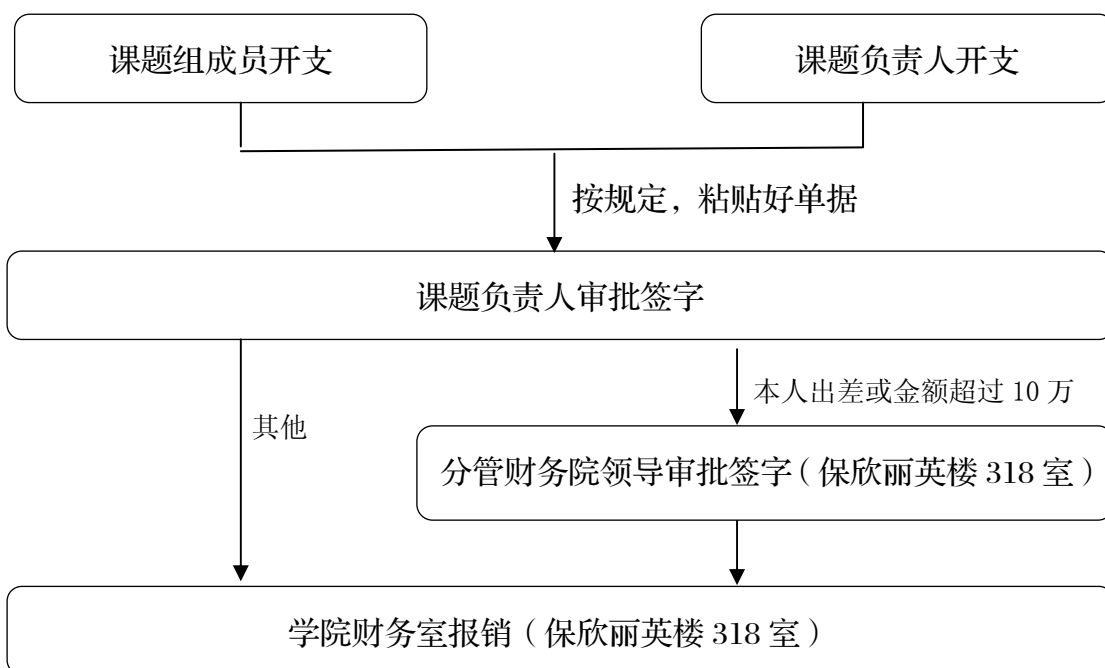 课题组成员开支
课题负责人开支
按规定，粘贴好单据
课题负责人审批签字
本人出差或金额超过 10 万
其他
分管财务院领导审批签字（保欣丽英楼 318 室）
学院财务室报销（保欣丽英楼 318 室）